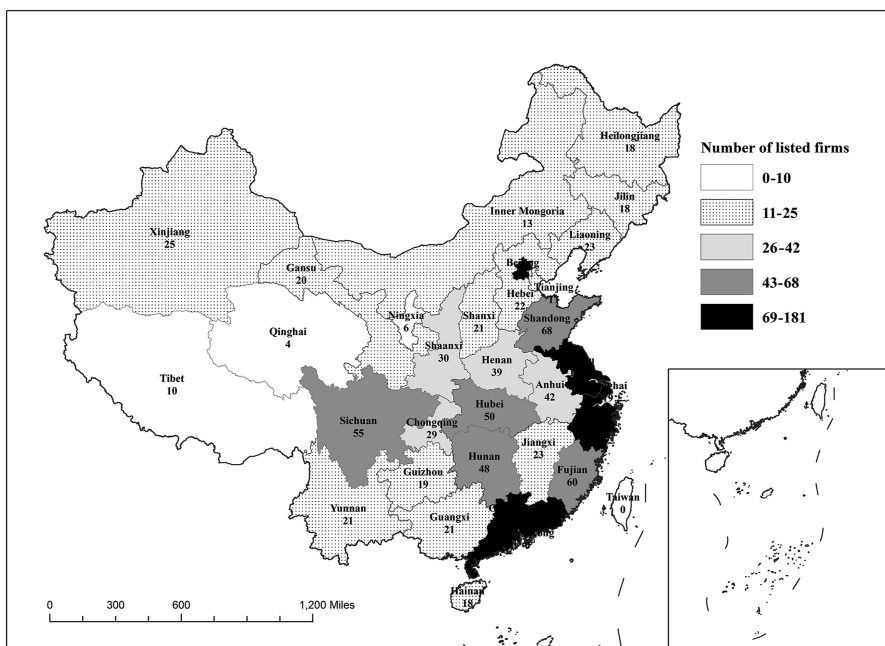 Heilongjiang
18
Number of listed firms
0-10
11-25
26-42
43-68
69-181
Jilin
18
Inner Mongoria
13
Liaoning
23
Xinjiang
25
Gansu
20
Tianjing
Hebei
22
Ningxia
6
Shanxi
21
Shandong
68
Qinghai
4
Shaanxi
30
Henan
39
Tibet
10
Anhui
42
Hubei
50
Sichuan
55
Chongqing
29
Jiangxi
23
Hunan
48
Guizhou
19
Fujian
60
Taiwan
0
Yunnan
21
Guangxi
21
Hainan
18
0 300 600 1,200 Miles